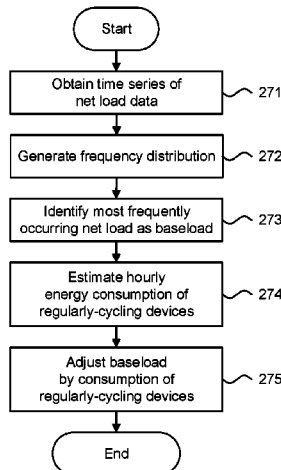 Start
Obtain time series of
net load data
271
Generate frequency distribution
272
Identify most frequently
occurring net load as baseload
273
Estimate hourly
energy consumption of
regularly-cycling devices
274
Adjust baseload
by consumption of
regularly-cycling devices
275
End